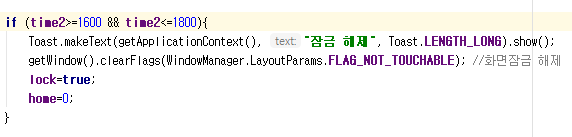 if (time2>=1600 && time2<=1800){
Toast.makeText(getApplicationContext(), text: "잠금 해제", Toast.LENGTH_LONG).show();
getWindow().clearFlags(WindowManager.LayoutParams.FLAG_NOT_TOUCHABLE); //화면잠금 해제
lock=true;
home=0;
}